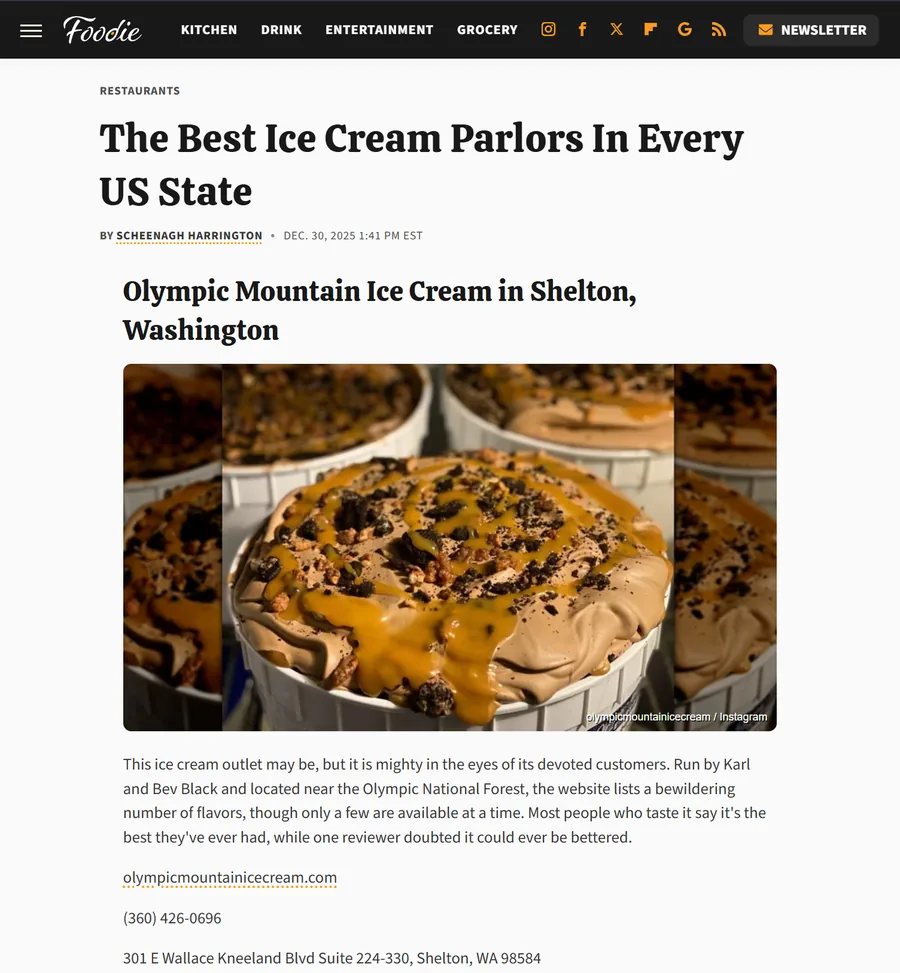 Foodie
KITCHEN DRINK ENTERTAINMENT GROCERY NEWSLETTER
RESTAURANTS
The Best Ice Cream Parlors In Every
US State
BY SCHEENAGH HARRINGTON • DEC. 30, 2025 1:41 PM EST
Olympic Mountain Ice Cream in Shelton,
Washington
olympicmountainicecream / Instagram
This ice cream outlet may be, but it is mighty in the eyes of its devoted customers. Run by Karl
and Bev Black and located near the Olympic National Forest, the website lists a bewildering
number of flavors, though only a few are available at a time. Most people who taste it say it's the
best they've ever had, while one reviewer doubted it could ever be bettered.
olympicmountainicecream.com
(360) 426-0696
301 E Wallace Kneeland Blvd Suite 224-330, Shelton, WA 98584